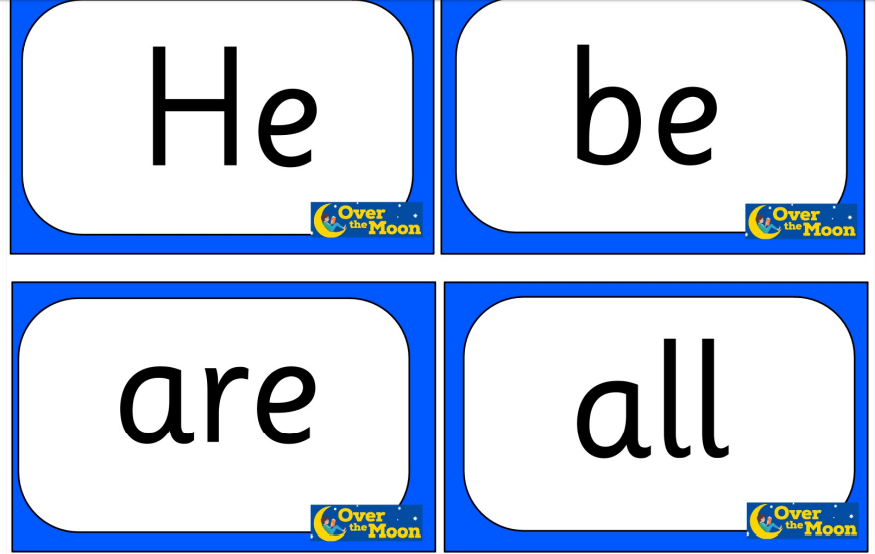 He
be
Over
the Moon
Over
the Moon
are
all
Over
the Moon
Over
the Moon